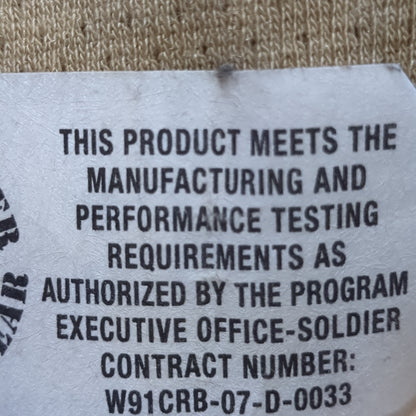 THIS PRODUCT MEETS THE
MANUFACTURING AND
PERFORMANCE TESTING
REQUIREMENTS AS
AUTHORIZED BY THE PROGRAM
EXECUTIVE OFFICE-SOLDIER
CONTRACT NUMBER:
W91CRB-07-D-0033